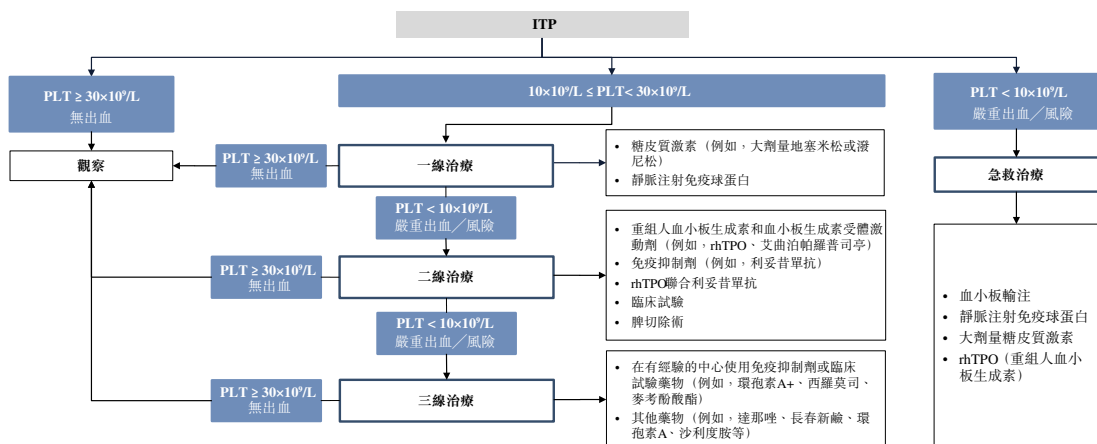 ITP
PLT ≥ 30×10⁹/L
無出血
10×10⁹/L ≤ PLT< 30×10⁹/L
PLT < 10×10⁹/L
嚴重出血／風險
觀察
PLT ≥ 30×10⁹/L
無出血
一線治療
• 糖皮質激素（例如，大劑量地塞米松或潑
尼松）
• 靜脈注射免疫球蛋白
急救治療
PLT < 10×10⁹/L
嚴重出血／風險
PLT ≥ 30×10⁹/L
無出血
二線治療
• 重組人血小板生成素和血小板生成素受體激
動劑（例如，rhTPO、艾曲泊帕羅普司亭）
• 免疫抑制劑（例如，利妥昔單抗）
• rhTPO聯合利妥昔單抗
• 臨床試驗
• 脾切除術
• 血小板輸注
• 靜脈注射免疫球蛋白
• 大劑量糖皮質激素
• rhTPO（重組人血小
板生成素）
PLT < 10×10⁹/L
嚴重出血／風險
PLT ≥ 30×10⁹/L
無出血
三線治療
• 在有經驗的中心使用免疫抑制劑或臨床
試驗藥物（例如，環孢素A+、西羅莫司、
麥考酚酸酯）
• 其他藥物（例如，達那唑、長春新鹼、環
孢素A、沙利度胺等）